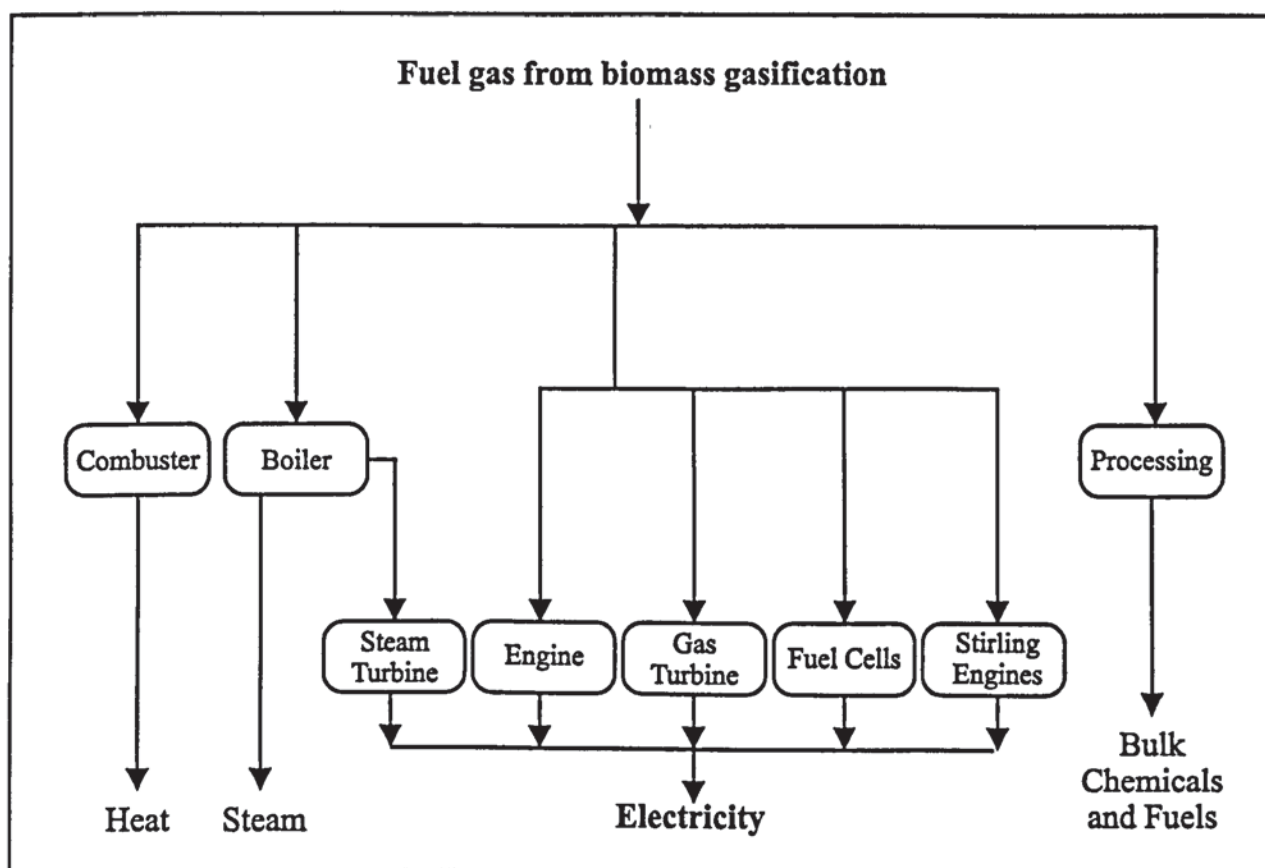 Fuel gas from biomass gasification
Combuster
Boiler
Processing
Steam
Turbine
Engine
Gas
Turbine
Fuel Cells
Stirling
Engines
Heat
Steam
Electricity
Bulk
Chemicals
and Fuels